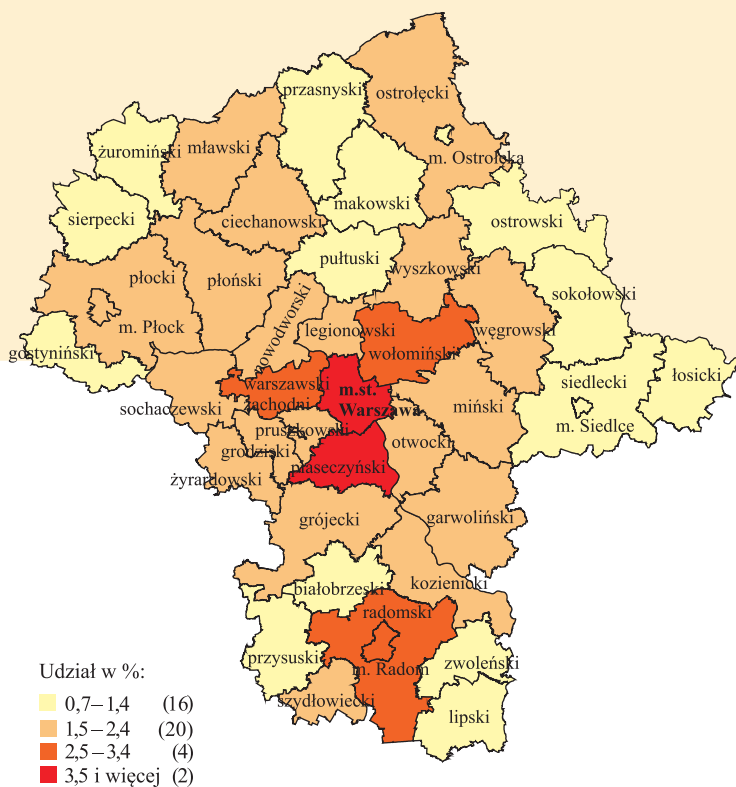 przasnyski
ostrołęcki
żuromiński
mławski
m. Ostrołęka
sierpecki
ciechanowski
makowski
ostrowski
pułtuski
wyszkowski
płocki
płoński
sokołowski
nowodworski
m. Płock
legionowski
węgrowski
gostyniński
wołomiński
warszawski
zachodni
m.st.
Warszawa
siedlecki
łosicki
sochaczewski
miński
m. Siedlce
pruszkowski
otwocki
grodziski
piaseczyński
żyrardowski
grójecki
garwoliński
białobrzeski
kozienicki
radomski
przysuski
m. Radom
zwoleński
szydłowiecki
lipski
Udział w %:
0,7–1,4 (16)
1,5–2,4 (20)
2,5–3,4 (4)
3,5 i więcej (2)